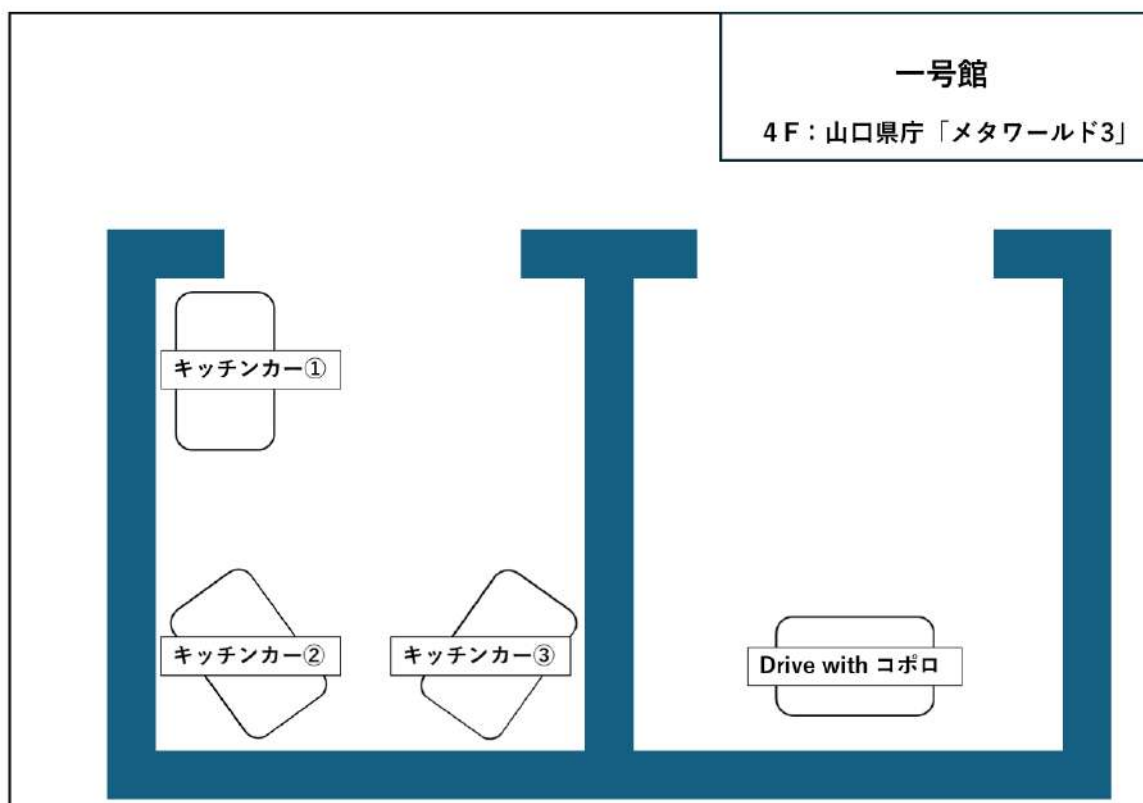 一号館
4F：山口県庁「メタワールド3」
キッチンカー①
キッチンカー②
キッチンカー③
Drive with コポロ